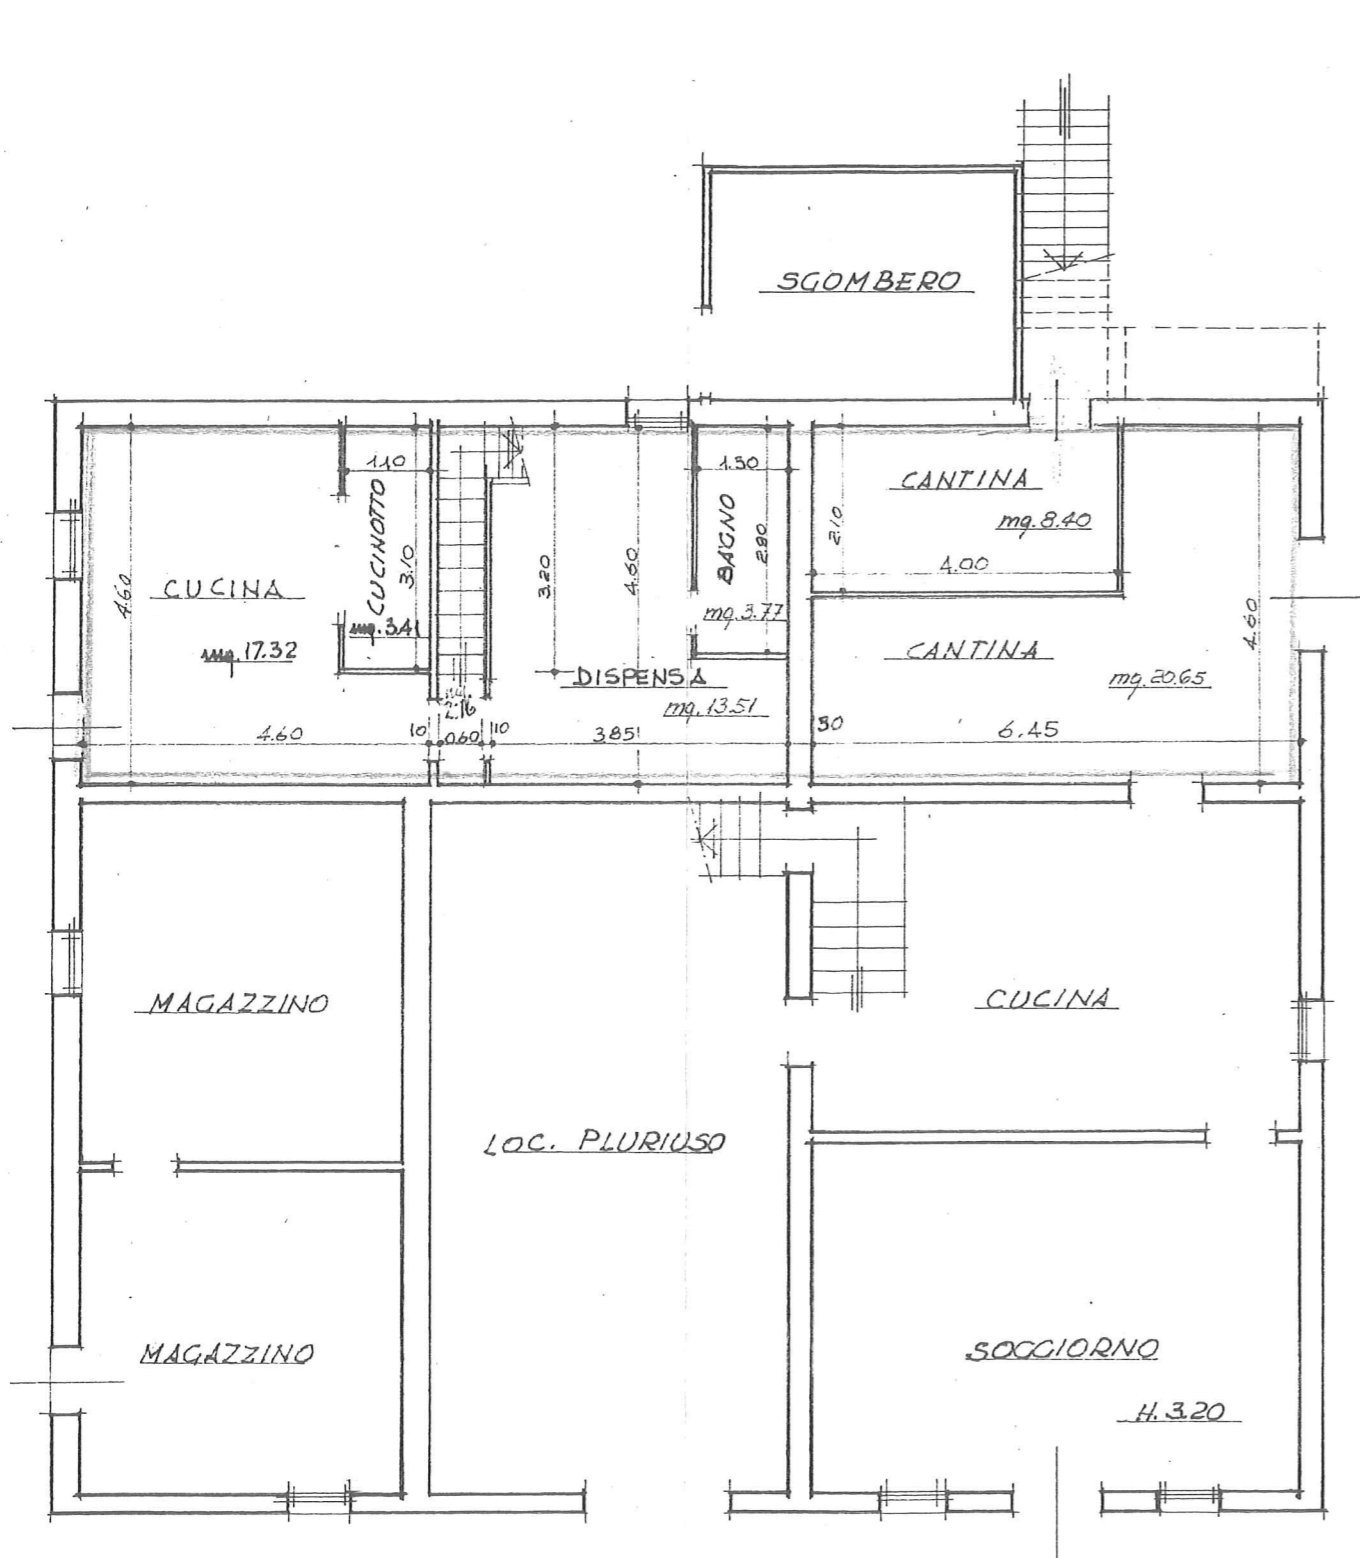 SGOMBERO
1.10
1.30
CANTINA
mq. 8.40
CUCINOTTO
3.10
BAGNO
2.90
2.10
4.60
3.20
4.60
4.00
CUCINA
mq. 3.41
mq. 3.77
4.60
mq. 17.32
CANTINA
DISPENSA
mq. 20.65
mq. 13.51
2.16
4.60
10
0.60
10
3.85
30
6.45
MAGAZZINO
CUCINA
LOC. PLURIUSO
MAGAZZINO
SOGGIORNO
H. 3.20